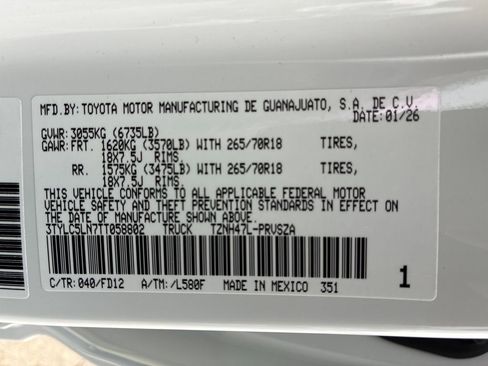 MFD.BY:TOYOTA MOTOR MANUFACTURING DE GUANAJUATO, S.A. DE C.V.
DATE:01/26
GVWR:3055KG (6735LB)
GAWR:FRT. 1620KG (3570LB) WITH 265/70R18 TIRES,
18X7.5J RIMS.
RR. 1575KG (3475LB) WITH 265/70R18 TIRES,
18X7.5J RIMS.
THIS VEHICLE CONFORMS TO ALL APPLICABLE FEDERAL MOTOR
VEHICLE SAFETY AND THEFT PREVENTION STANDARDS IN EFFECT ON
THE DATE OF MANUFACTURE SHOWN ABOVE.
3TYLC5LN7TT058802 TRUCK TZNH47L-PRVSZA
1
C/TR:040/FD12 A/TM:/L580F MADE IN MEXICO 351